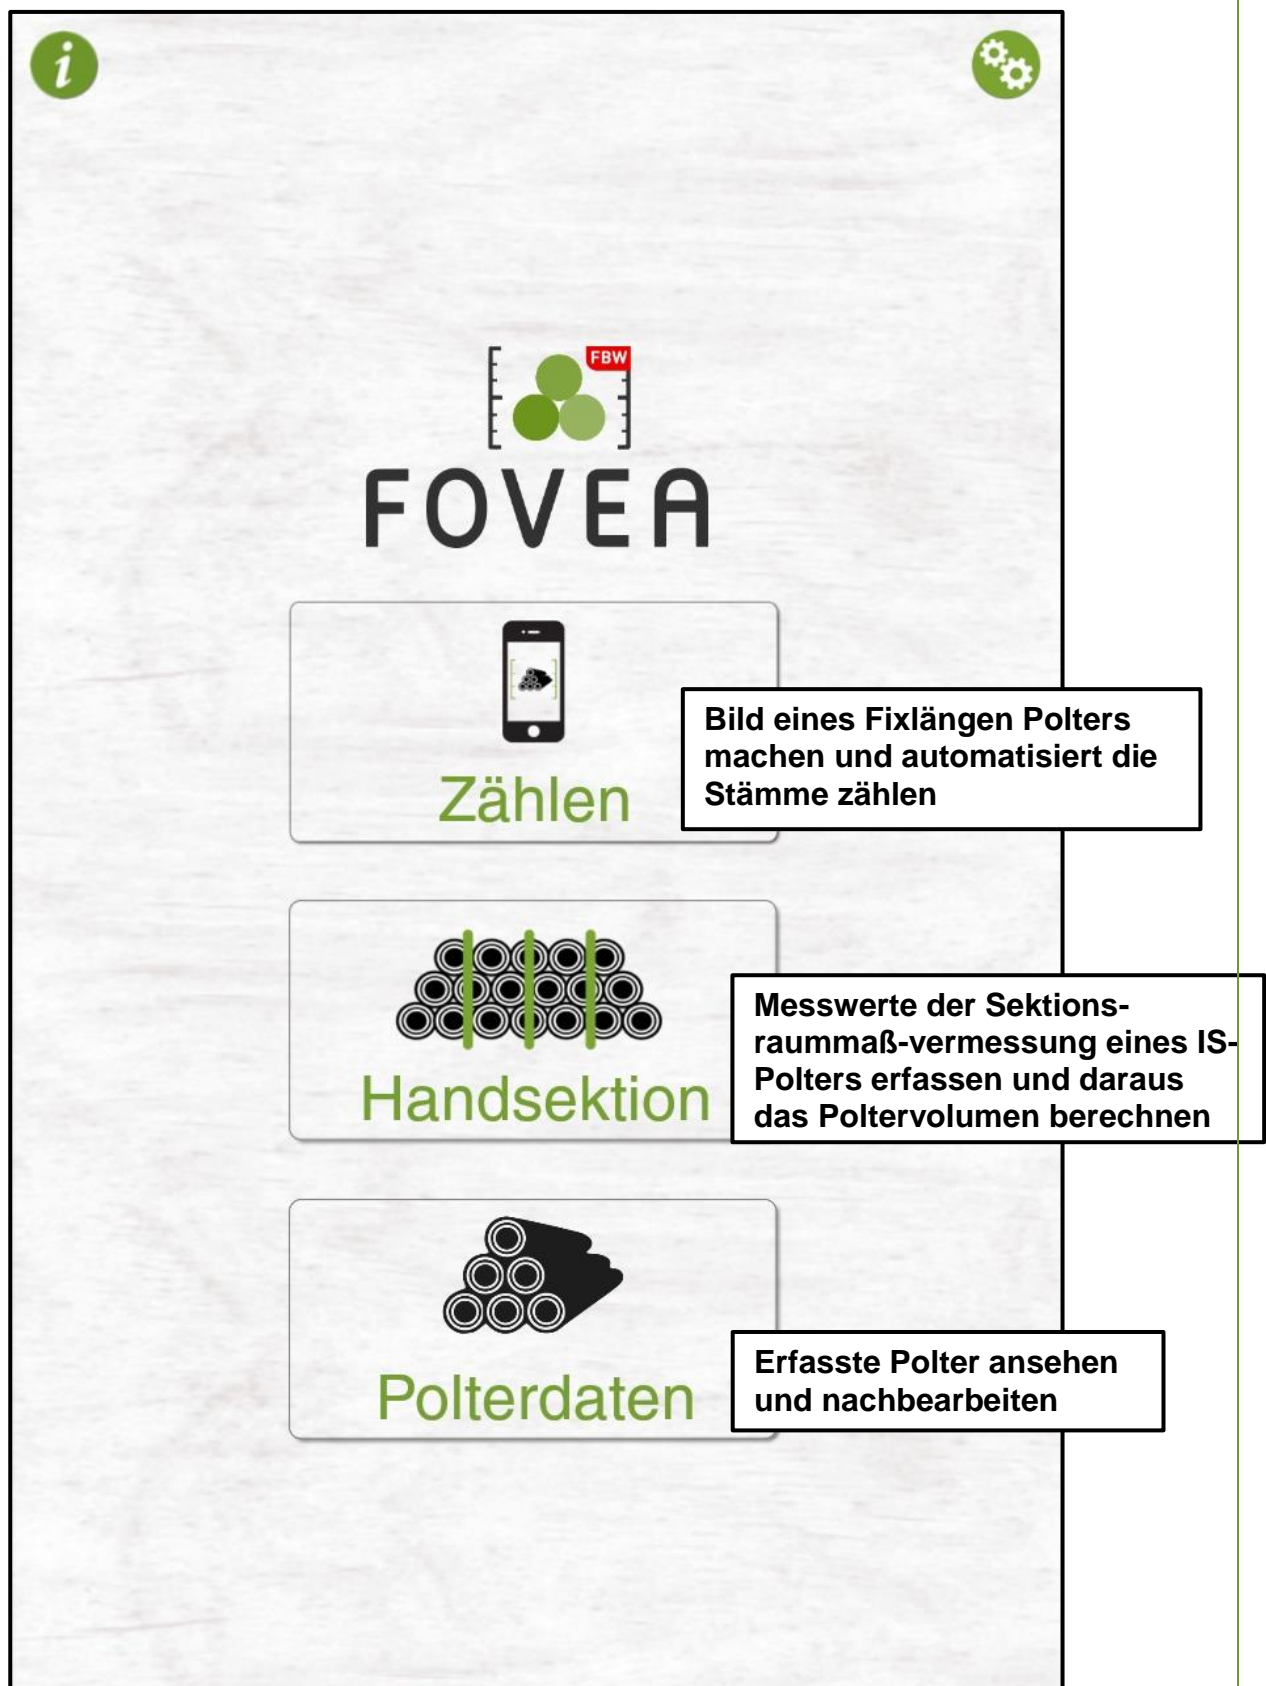 i
FBW
FOVEA
Zählen
Bild eines Fixlängen Polters
machen und automatisiert die
Stämme zählen
Handsektion
Messwerte der Sektions-
raummaß-vermessung eines IS-
Polters erfassen und daraus
das Poltervolumen berechnen
Polterdaten
Erfasste Polter ansehen
und nachbearbeiten